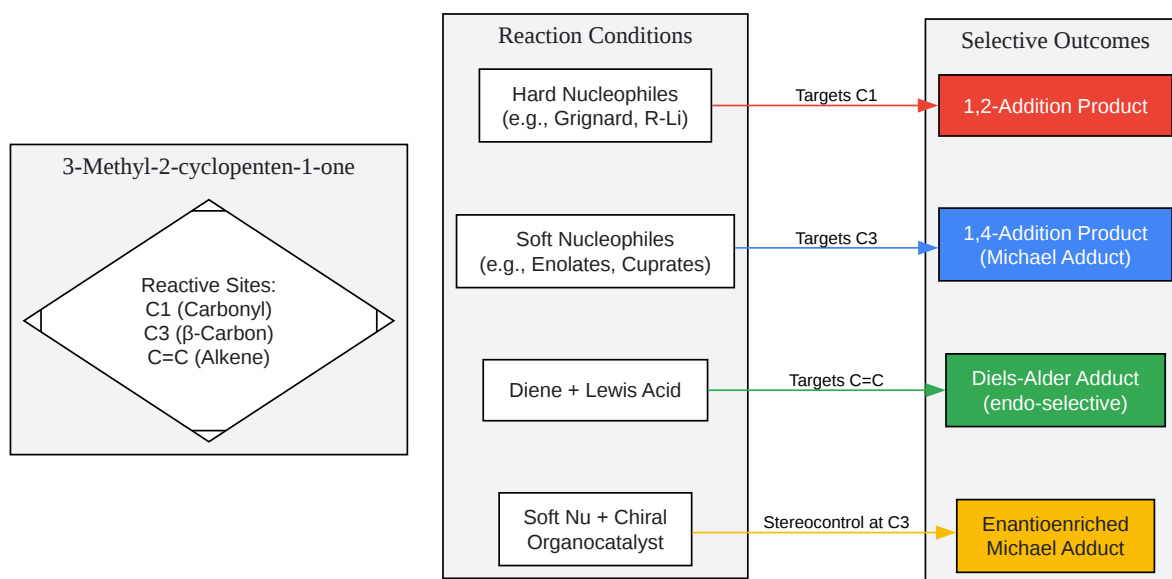 3-Methyl-2-cyclopenten-1-one
Reactive Sites:
C1 (Carbonyl)
C3 (β-Carbon)
C=C (Alkene)
Reaction Conditions
Hard Nucleophiles
(e.g., Grignard, R-Li)
Soft Nucleophiles
(e.g., Enolates, Cuprates)
Diene + Lewis Acid
Soft Nu + Chiral
Organocatalyst
Targets C1
Targets C3
Targets C=C
Stereocontrol at C3
Selective Outcomes
1,2-Addition Product
1,4-Addition Product
(Michael Adduct)
Diels-Alder Adduct
(endo-selective)
Enantioenriched
Michael Adduct